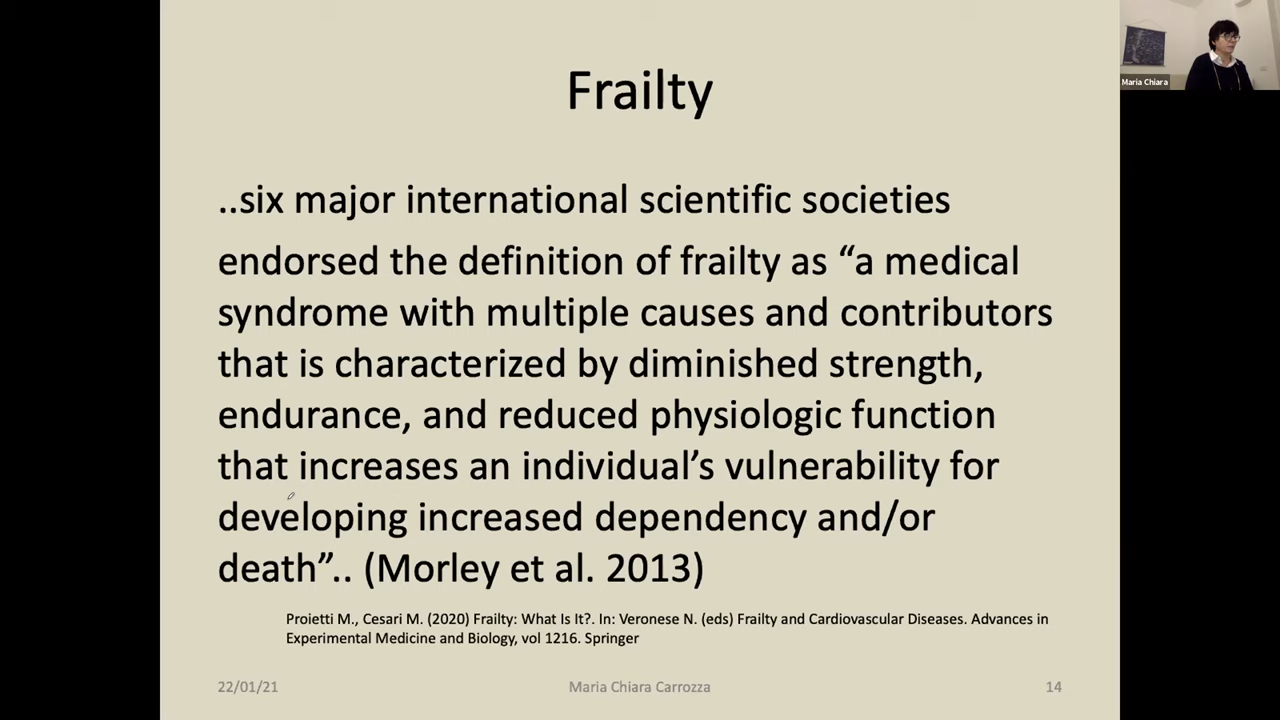 Frailty
..six major international scientific societies
endorsed the definition of frailty as “a medical
syndrome with multiple causes and contributors
that is characterized by diminished strength,
endurance, and reduced physiologic function
that increases an individual’s vulnerability for
developing increased dependency and/or
death”.. (Morley et al. 2013)
Proietti M., Cesari M. (2020) Frailty: What Is It?. In: Veronese N. (eds) Frailty and Cardiovascular Diseases. Advances in
Experimental Medicine and Biology, vol 1216. Springer
22/01/21
Maria Chiara Carrozza
14
Maria Chiara